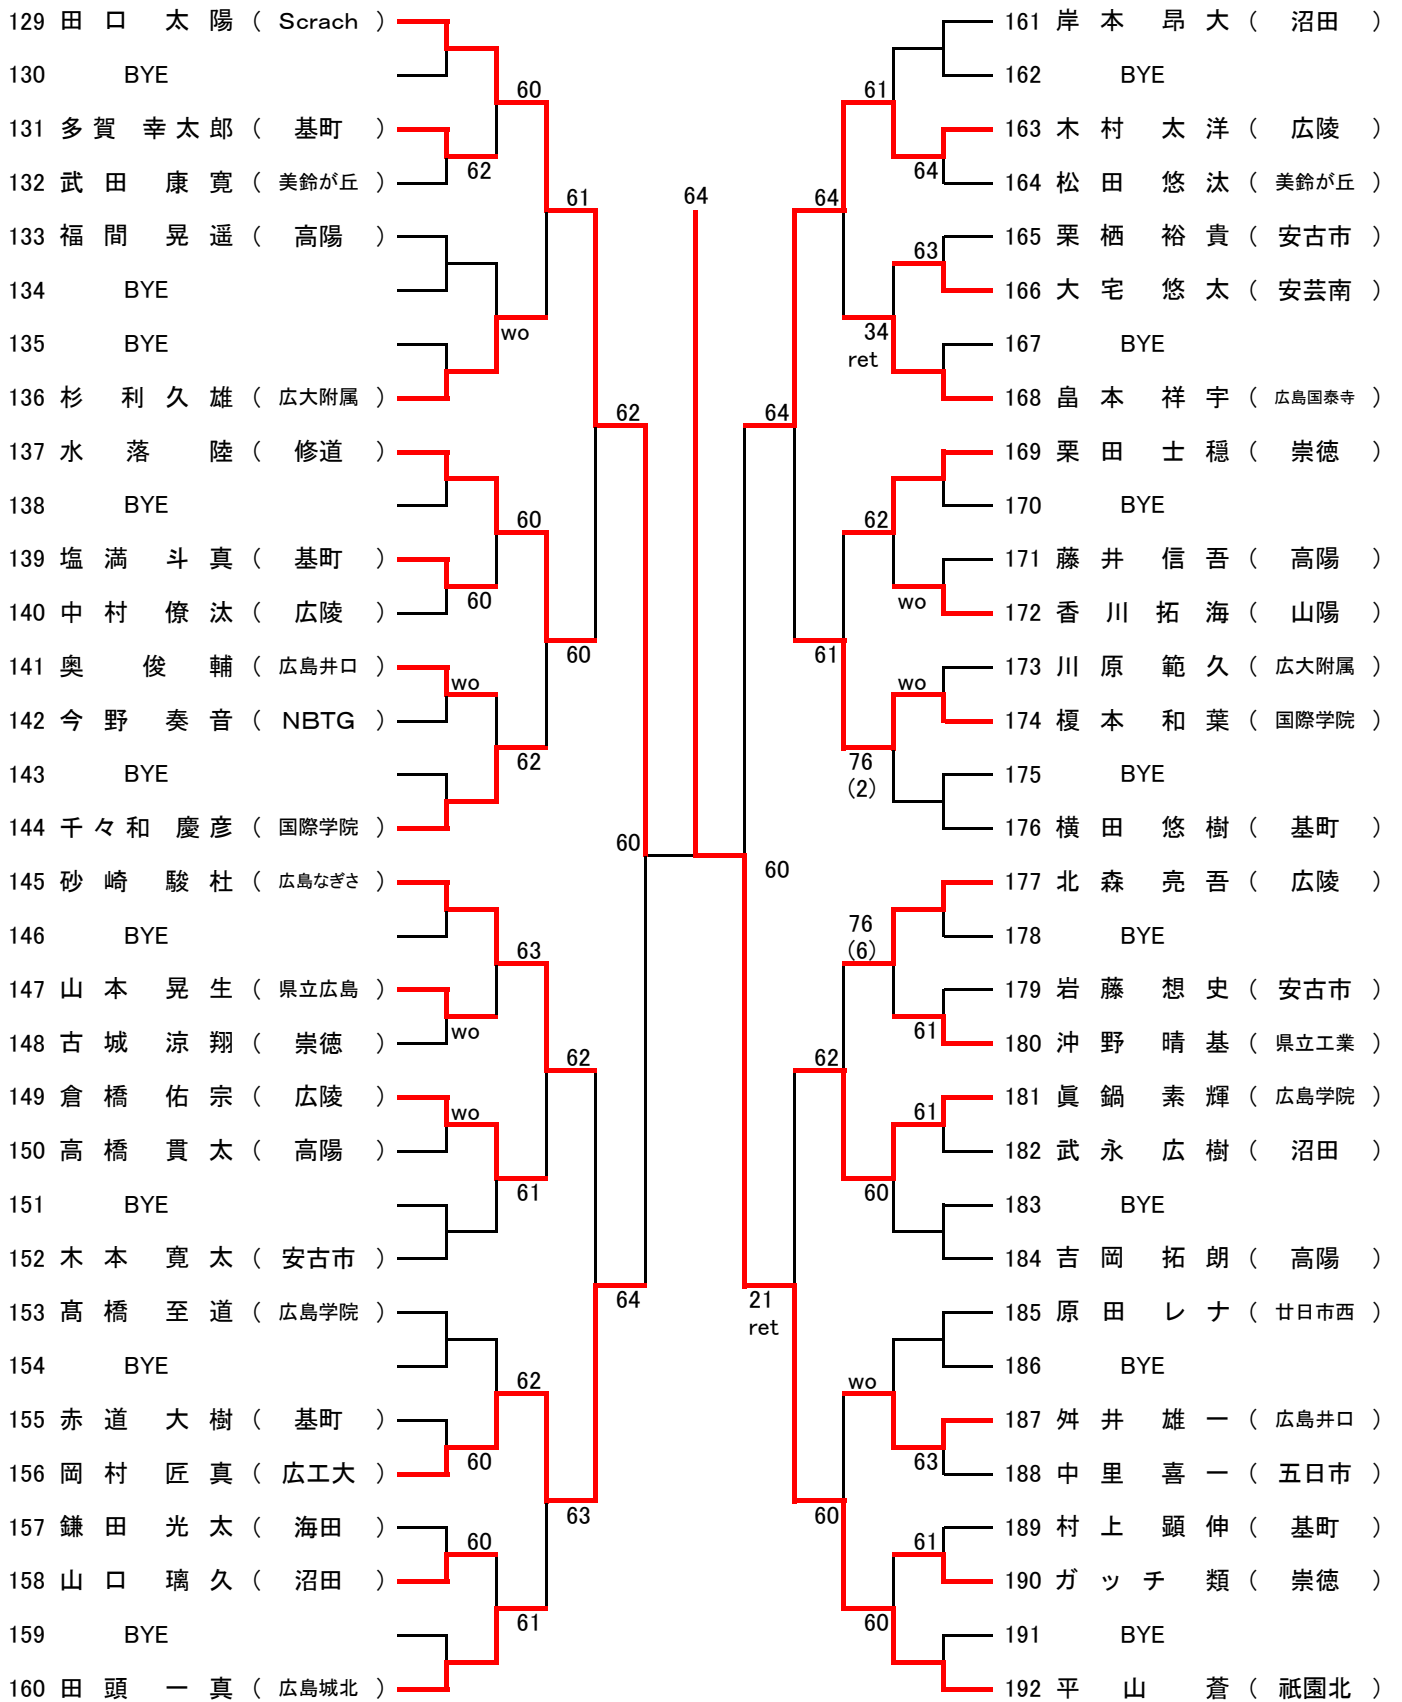 129 田口 太陽 ( Scrach )
130 BYE
60
131 多賀 幸太郎 ( 基町 )
132 武田 康寛 ( 美鈴が丘 )
62
61
133 福間 晃遥 ( 高陽 )
134 BYE
wo
135 BYE
136 杉 利久雄 ( 広大附属 )
62
137 水落 陸 ( 修道 )
138 BYE
60
139 塩満 斗真 ( 基町 )
60
140 中村 僚汰 ( 広陵 )
60
141 奥 俊輔 ( 広島井口 )
wo
142 今野 奏音 ( NBTG )
62
143 BYE
144 千々和 慶彦 ( 国際学院 )
60
145 砂崎 駿杜 ( 広島なぎさ )
146 BYE
63
147 山本 晃生 ( 県立広島 )
wo
148 古城 涼翔 ( 崇徳 )
62
149 倉橋 佑宗 ( 広陵 )
wo
150 高橋 貫太 ( 高陽 )
61
151 BYE
152 木本 寛太 ( 安古市 )
64
153 髙橋 至道 ( 広島学院 )
154 BYE
62
155 赤道 大樹 ( 基町 )
60
156 岡村 匠真 ( 広工大 )
63
157 鎌田 光太 ( 海田 )
60
158 山口 璃久 ( 沼田 )
61
159 BYE
160 田頭 一真 ( 広島城北 )
64
60
161 岸本 昂大 ( 沼田 )
162 BYE
61
163 木村 太洋 ( 広陵 )
64
164 松田 悠汰 ( 美鈴が丘 )
64
165 栗栖 裕貴 ( 安古市 )
63
166 大宅 悠太 ( 安芸南 )
34
ret
167 BYE
168 畠本 祥宇 ( 広島国泰寺 )
64
169 栗田 士穏 ( 崇徳 )
170 BYE
62
171 藤井 信吾 ( 高陽 )
wo
172 香川 拓海 ( 山陽 )
61
173 川原 範久 ( 広大附属 )
wo
174 榎本 和葉 ( 国際学院 )
76
(2)
175 BYE
176 横田 悠樹 ( 基町 )
177 北森 亮吾 ( 広陵 )
76
(6)
178 BYE
179 岩藤 想史 ( 安古市 )
61
180 沖野 晴基 ( 県立工業 )
62
181 眞鍋 素輝 ( 広島学院 )
61
182 武永 広樹 ( 沼田 )
60
183 BYE
184 吉岡 拓朗 ( 高陽 )
21
ret
185 原田 レナ ( 廿日市西 )
186 BYE
wo
187 舛井 雄一 ( 広島井口 )
63
188 中里 喜一 ( 五日市 )
60
189 村上 顕伸 ( 基町 )
61
190 ガッチ 類 ( 崇徳 )
60
191 BYE
192 平山 蒼 ( 祇園北 )